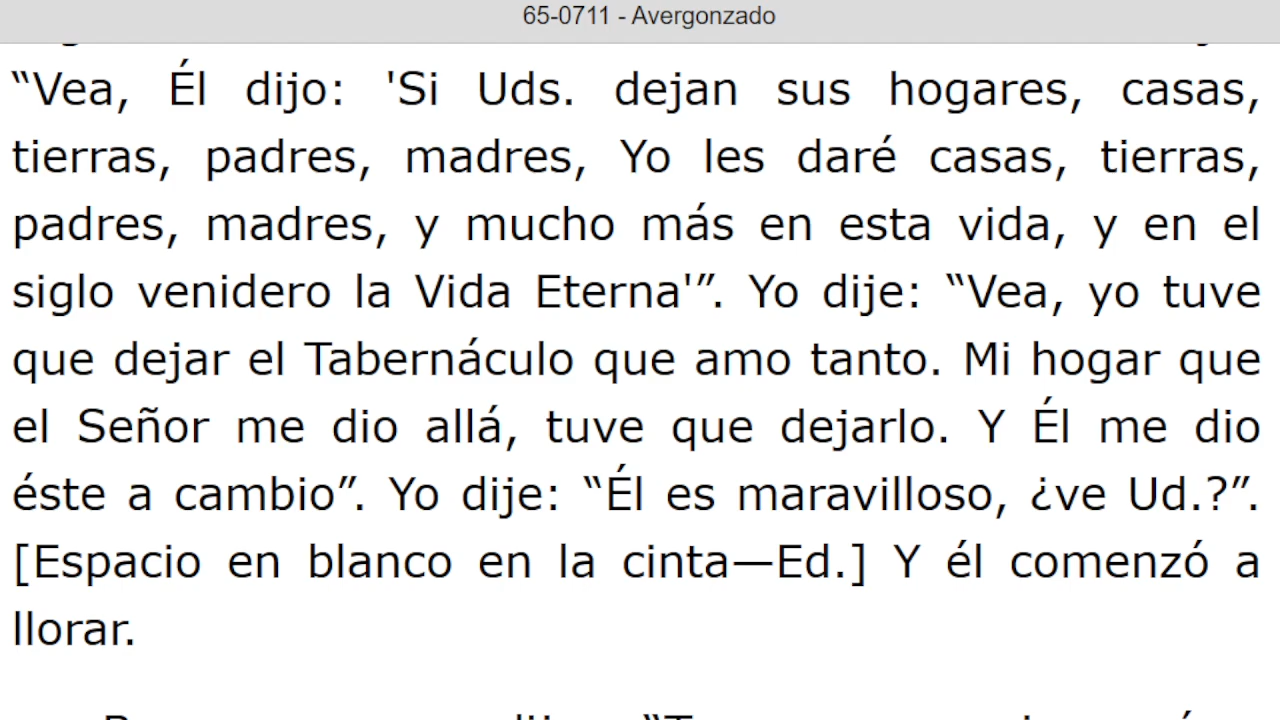 65-0711 - Avergonzado
“Vea, Él dijo: 'Si Uds. dejan sus hogares, casas,
tierras, padres, madres, Yo les daré casas, tierras,
padres, madres, y mucho más en esta vida, y en el
siglo venidero la Vida Eterna'”. Yo dije: “Vea, yo tuve
que dejar el Tabernáculo que amo tanto. Mi hogar que
el Señor me dio allá, tuve que dejarlo. Y Él me dio
éste a cambio”. Yo dije: “Él es maravilloso, ¿ve Ud.?”.
[Espacio en blanco en la cinta—Ed.] Y él comenzó a
llorar.